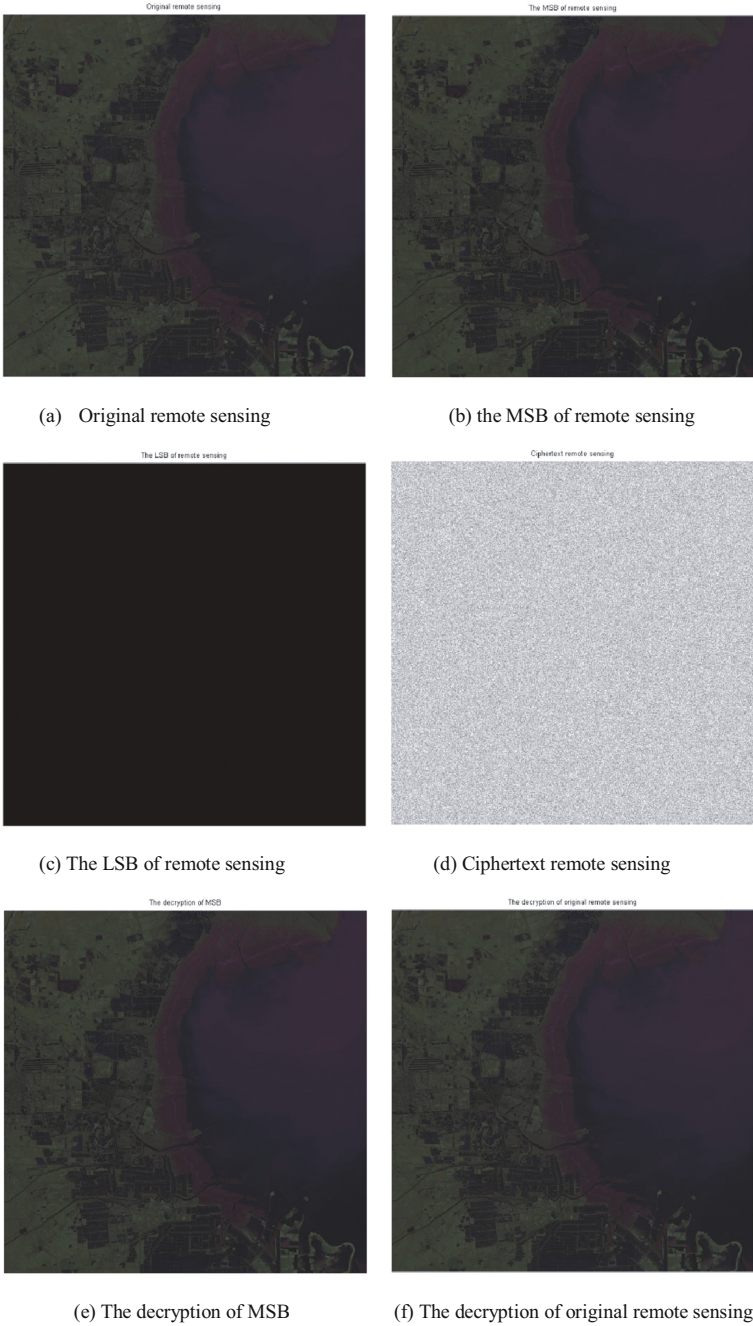 Original remote sensing
The MSB of remote sensing
(a) Original remote sensing
(b) the MSB of remote sensing
The LSB of remote sensing
Ciphertext remote sensing
(c) The LSB of remote sensing
(d) Ciphertext remote sensing
The decryption of MSB
The decryption of original remote sensing
(e) The decryption of MSB
(f) The decryption of original remote sensing